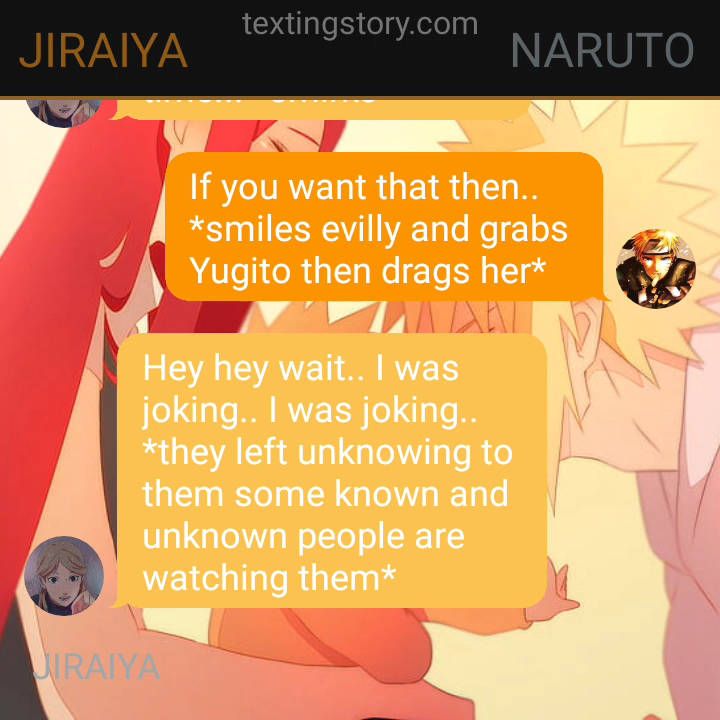 textingstory.com
JIRAIYA
NARUTO
If you want that then..
*smiles evilly and grabs
Yugito then drags her*
Hey hey wait.. I was
joking.. I was joking..
*they left unknowing to
them some known and
unknown people are
watching them*
JIRAIYA